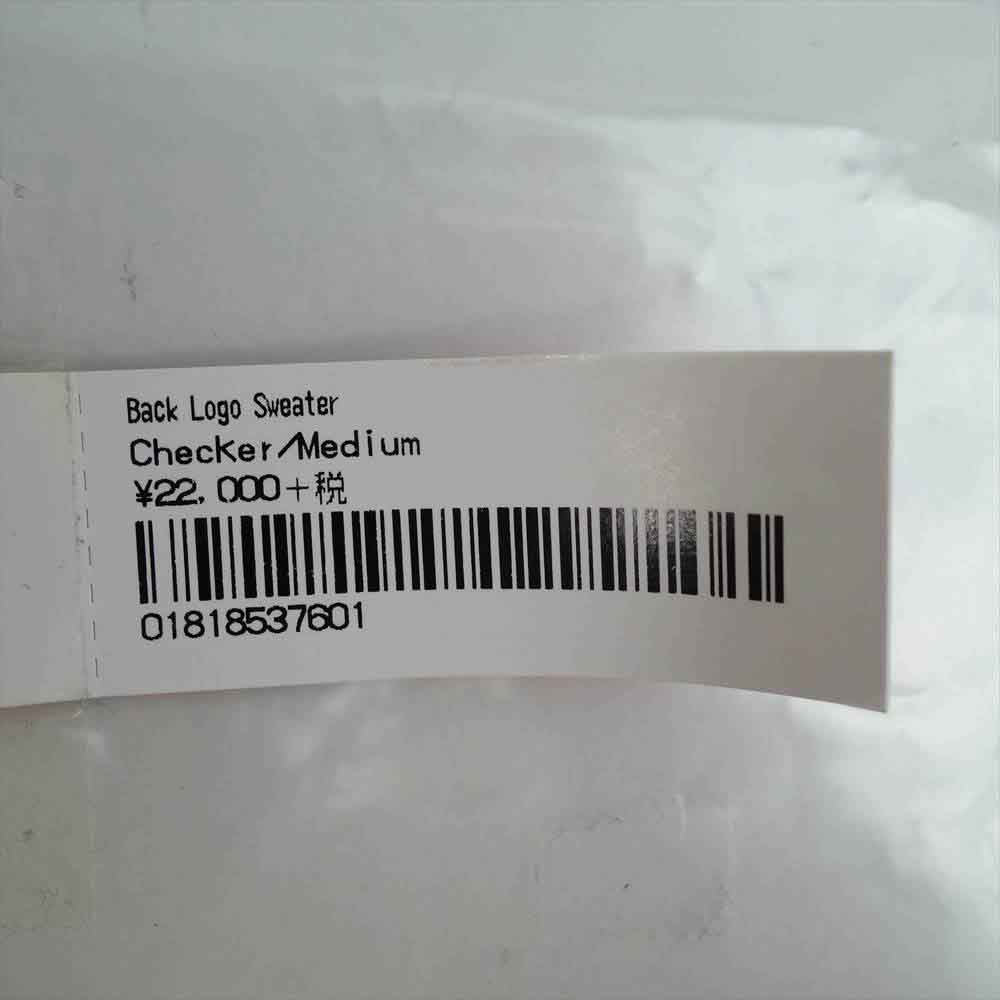 Back Logo Sweater
Checker/Medium
¥22,000+税
01818537601